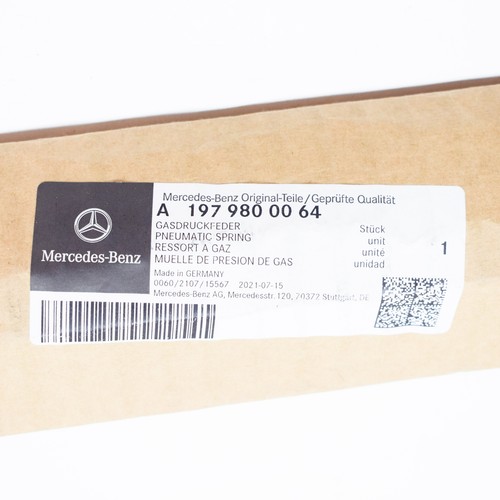 Mercedes-Benz Original-Teile/Geprüfte Qualität
A 197 980 00 64
GASDRUCKFEDER
PNEUMATIC SPRING
RESSORT A GAZ
MUELLE DE PRESION DE GAS
Stück
unit
unité
unidad
1
Mercedes-Benz
Made in GERMANY
0060/2107/15567 2021-07-15
Mercedes-Benz AG, Mercedesstr.120, 70372 Stuttgart, DE